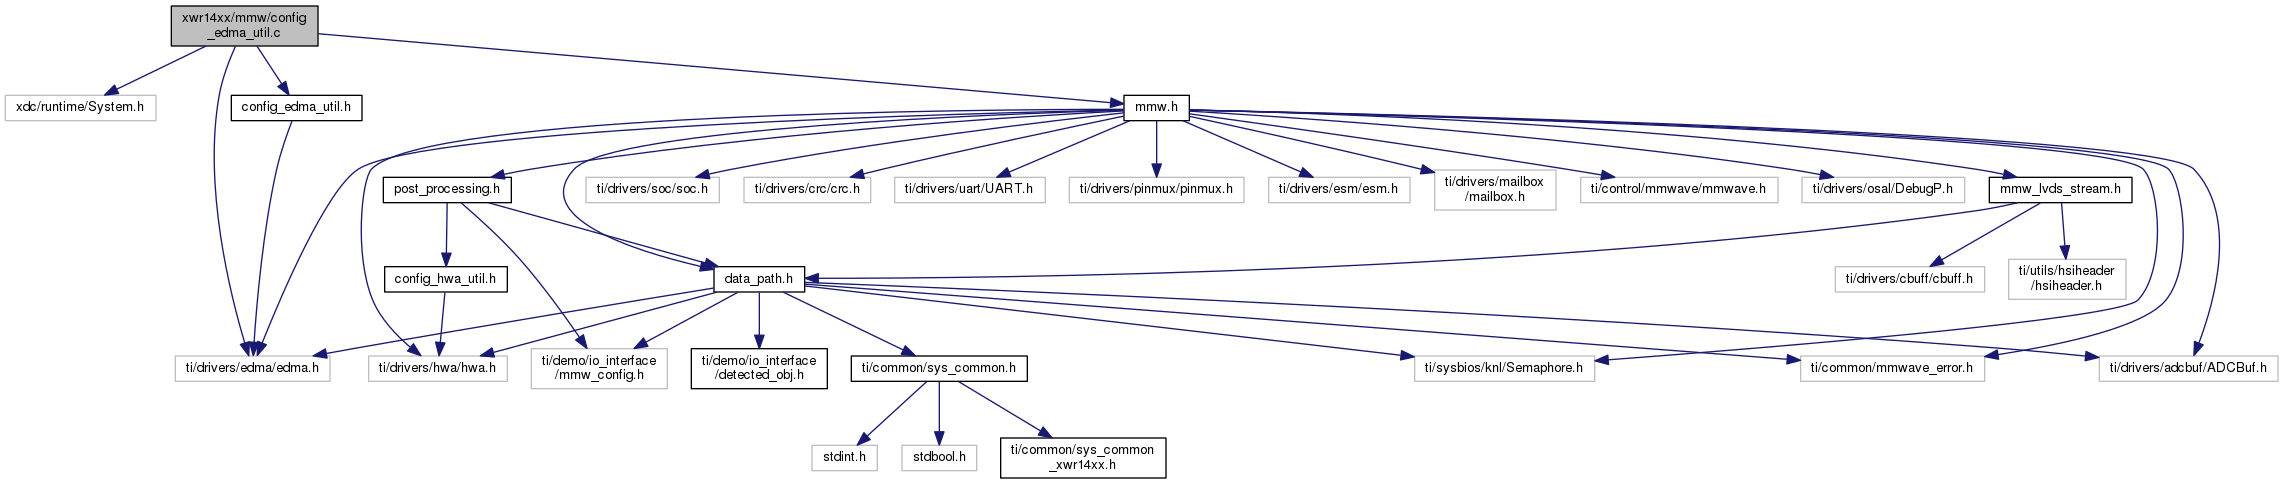 xwr14xx/mmw/config
_edma_util.c
xdc/runtime/System.h
config_edma_util.h
mmw.h
post_processing.h
ti/drivers/soc/soc.h
ti/drivers/crc/crc.h
ti/drivers/uart/UART.h
ti/drivers/pinmux/pinmux.h
ti/drivers/esm/esm.h
ti/drivers/mailbox
/mailbox.h
ti/control/mmwave/mmwave.h
ti/drivers/osal/DebugP.h
mmw_lvds_stream.h
config_hwa_util.h
data_path.h
ti/drivers/cbuff/cbuff.h
ti/utils/hsiheader
/hsiheader.h
ti/drivers/edma/edma.h
ti/drivers/hwa/hwa.h
ti/demo/io_interface
/mmw_config.h
ti/demo/io_interface
/detected_obj.h
ti/common/sys_common.h
ti/sysbios/knl/Semaphore.h
ti/common/mmwave_error.h
ti/drivers/adcbuf/ADCBuf.h
stdint.h
stdbool.h
ti/common/sys_common
_xwr14xx.h